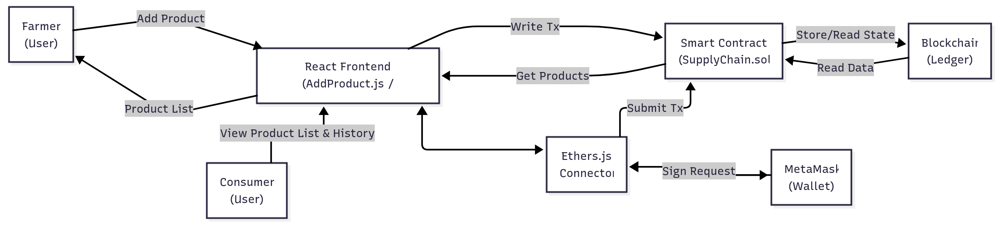 Farmer
(User)
Add Product
Product List
React Frontend
(AddProduct.js /
View Product List & History
Consumer
(User)
Write Tx
Get Products
Smart Contract
(SupplyChain.sol
Store/Read State
Read Data
Blockchain
(Ledger)
Submit Tx
Ethers.js
Connector
Sign Request
MetaMask
(Wallet)